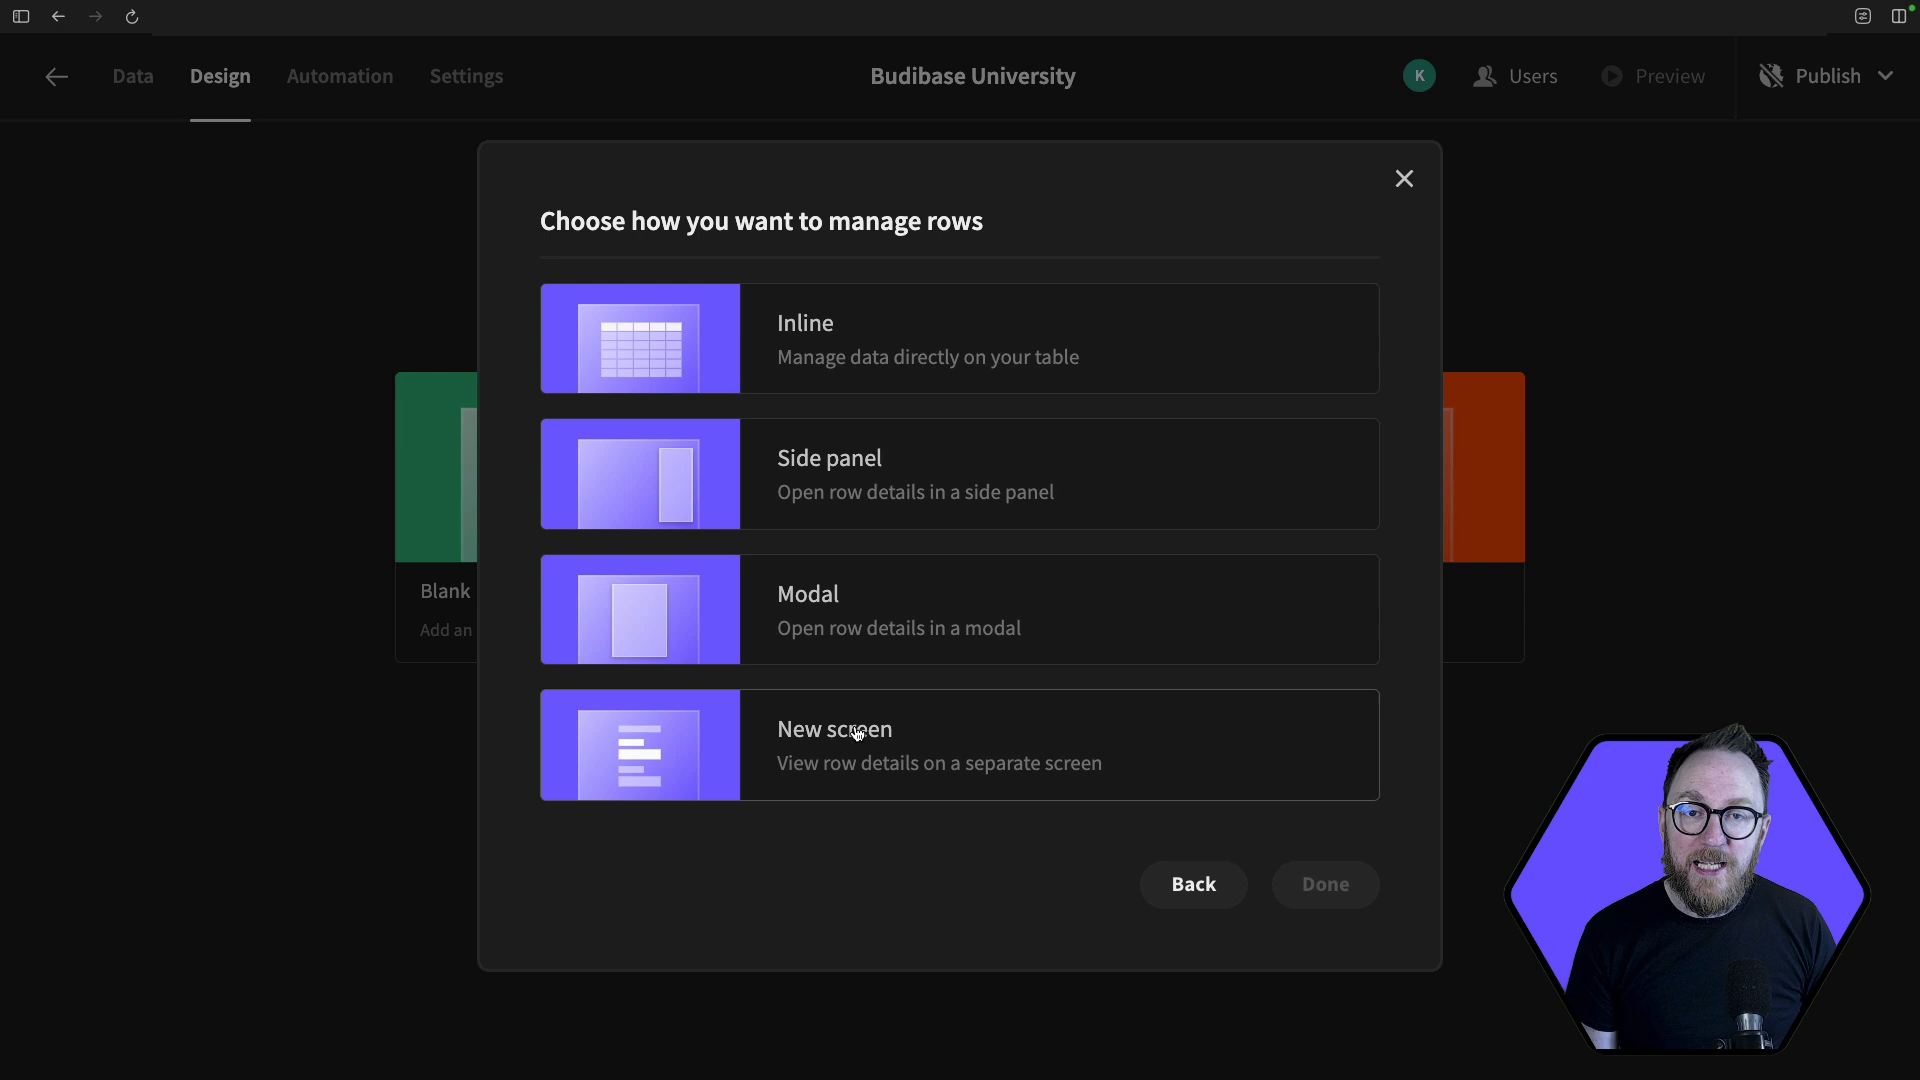 Data
Design
Automation
Settings
Budibase University
K
Users
Preview
Publish
Choose how you want to manage rows
Inline
Manage data directly on your table
Side panel
Open row details in a side panel
Modal
Open row details in a modal
New screen
View row details on a separate screen
Blank
Add an
Back
Done